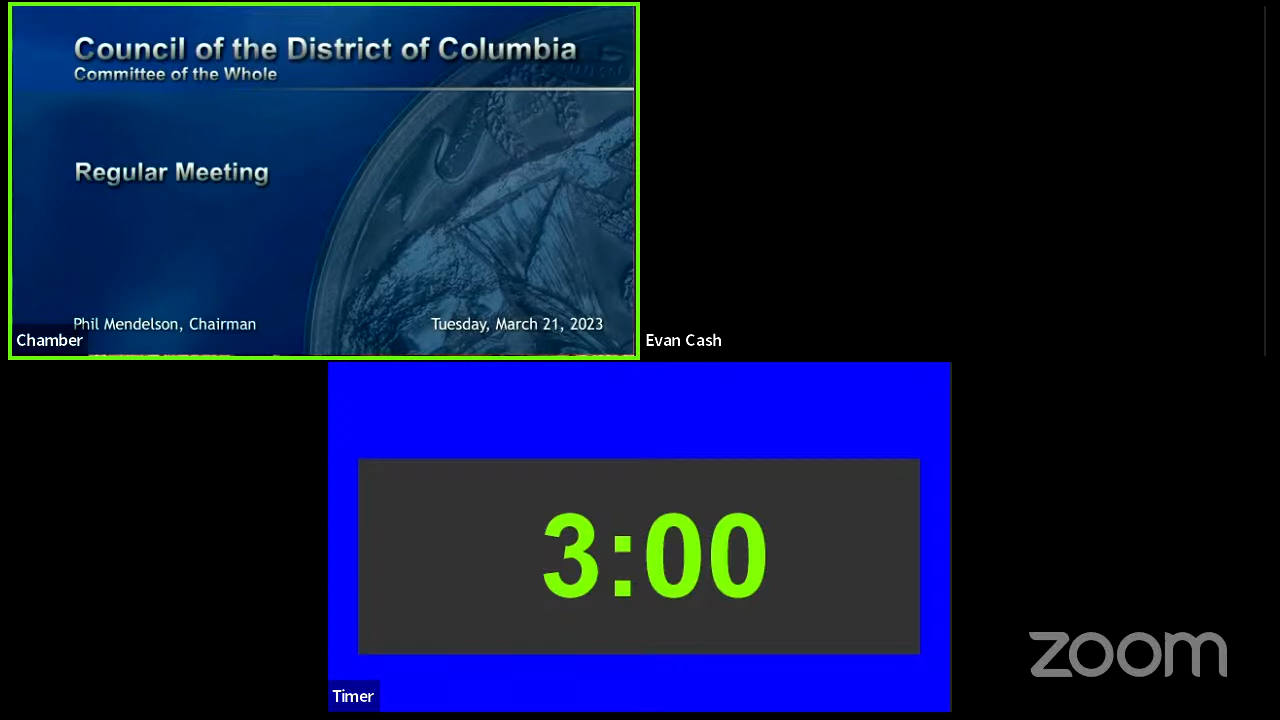 Council of the District of Columbia
Committee of the Whole
Regular Meeting
Phil Mendelson, Chairman
Tuesday, March 21, 2023
Chamber
Evan Cash
3:00
Timer
zoom